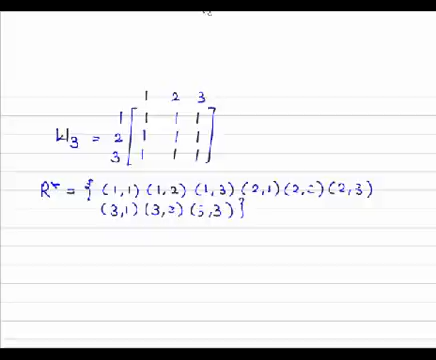 1 2 3
1 [ 1 1 1 ]
W3 = 2 [ 1 1 1 ]
3 [ 1 1 1 ]
R* = { (1,1) (1,2) (1,3) (2,1) (2,2) (2,3)
(3,1) (3,2) (3,3) }